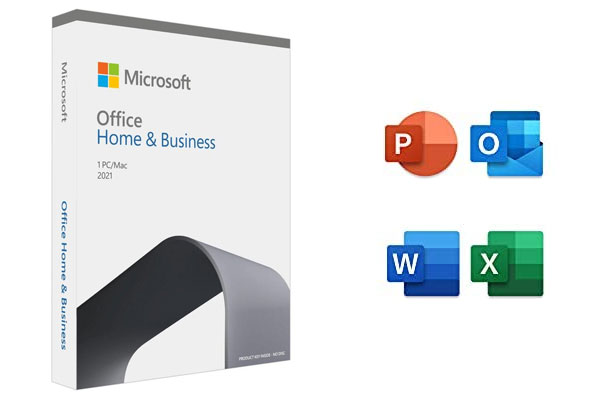 Microsoft
Office Home & Business
Microsoft
Office
Home & Business
1 PC/Mac
2021
P
O
W
X